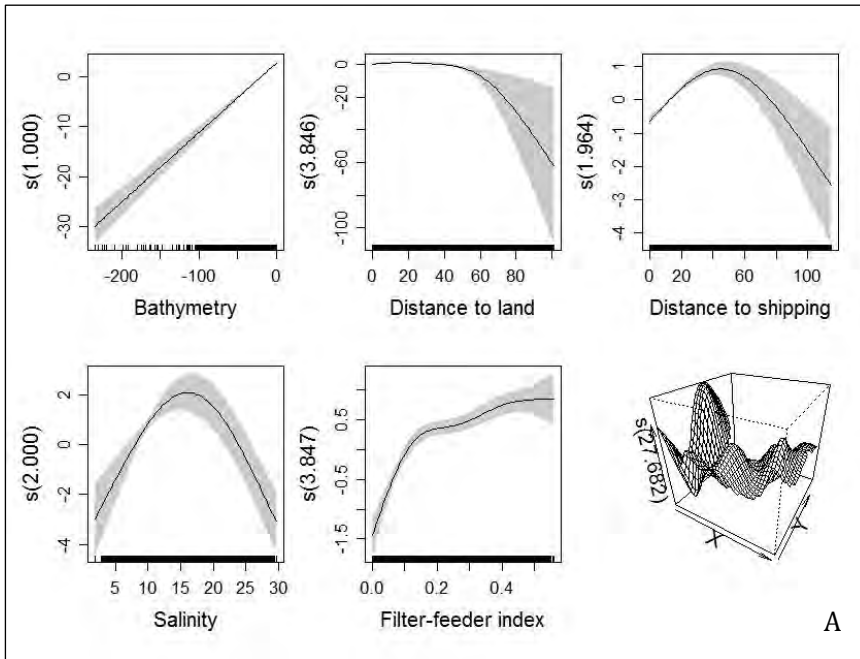 s(1.000)
0
-10
-20
-30
-200
-100
0
Bathymetry
s(3.846)
0
-20
-60
-100
0 20 40 60 80
Distance to land
s(1.964)
1
0
-1
-2
-3
-4
0 20 40 60 100
Distance to shipping
s(2.000)
2
0
-2
-4
5 10 15 20 25 30
Salinity
s(3.847)
0.5
-0.5
-1.5
0.0 0.2 0.4
Filter-feeder index
s(27.682)
X
Y
A